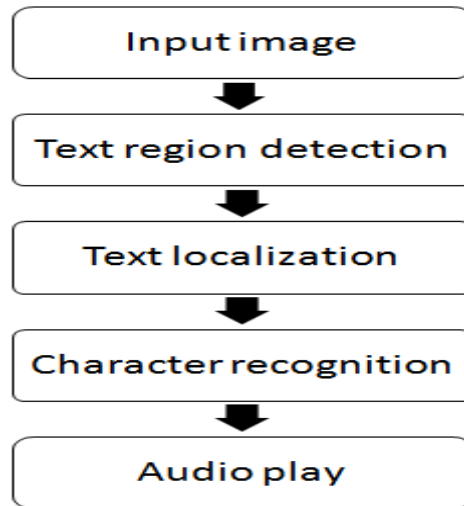 Input image
Text region detection
Text localization
Character recognition
Audio play